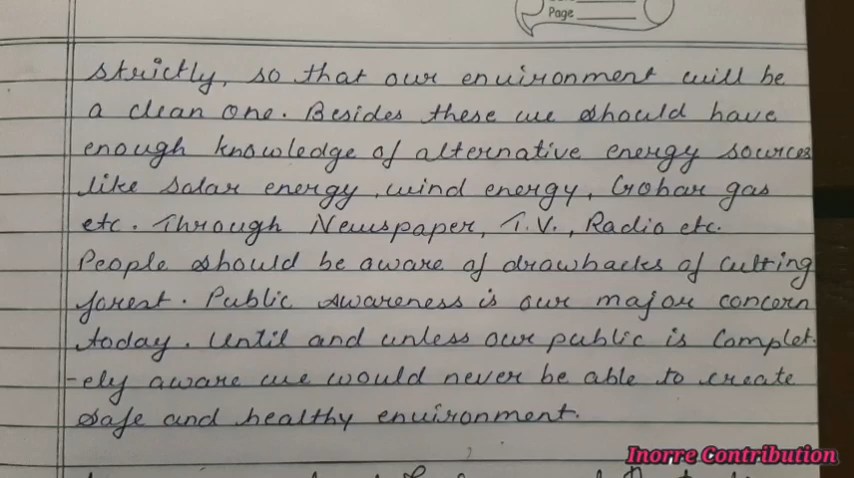 Page
strictly, so that our environment will be
a clean one. Besides these we should have
enough knowledge of alternative energy sources
like solar energy, wind energy, Gobar gas
etc. Through Newspaper, T.V., Radio etc.
People should be aware of drawbacks of cutting
forest. Public awareness is our major concern
today. Until and unless our public is complet-
-ely aware we would never be able to create
safe and healthy environment.
Inorre Contribution